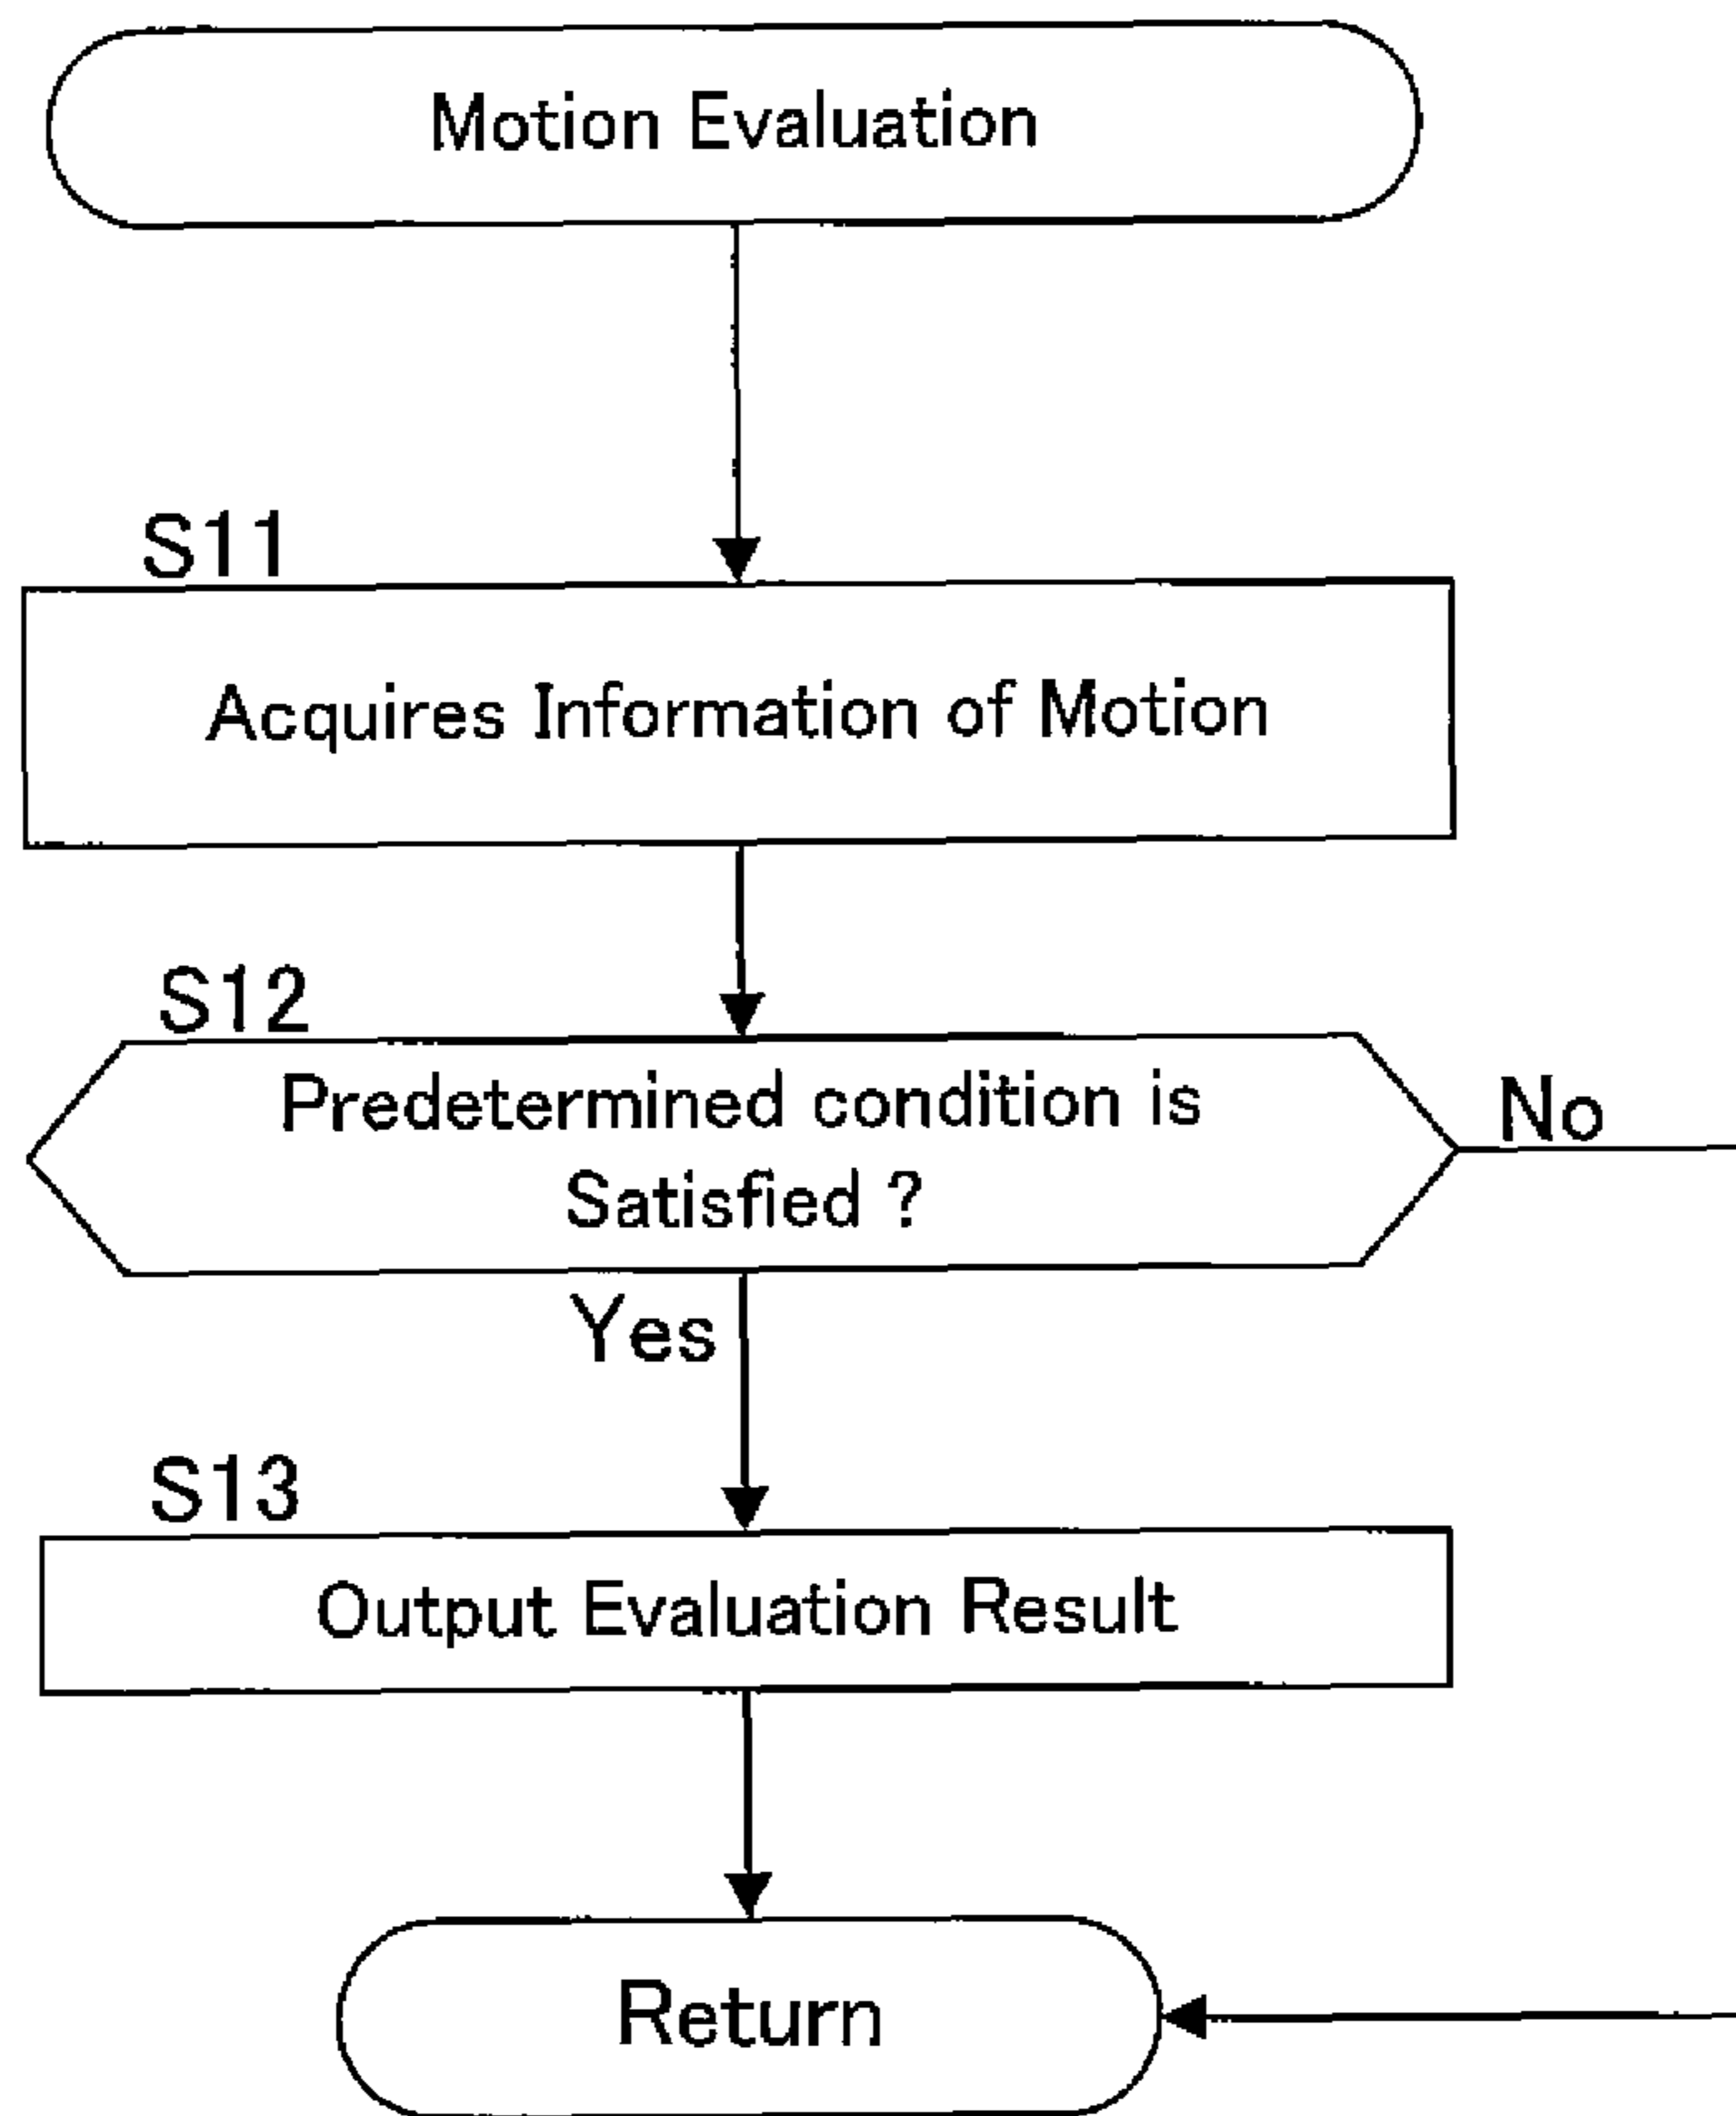 Motion Evaluation
S11
Acquires Information of Motion
S12
Predetermined condition is
Satisfied ?
No
Yes
S13
Output Evaluation Result
Return